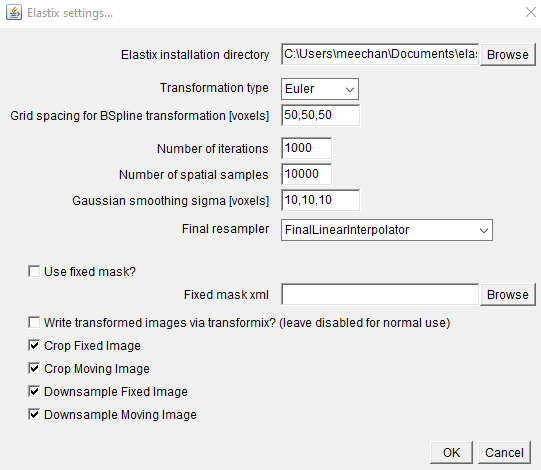 Elastix settings...
Elastix installation directory C:\Users\meechan\Documents\elas Browse
Transformation type Euler
Grid spacing for BSpline transformation [voxels] 50,50,50
Number of iterations 1000
Number of spatial samples 10000
Gaussian smoothing sigma [voxels] 10,10,10
Final resampler FinalLinearInterpolator
Use fixed mask?
Fixed mask xml Browse
Write transformed images via transformix? (leave disabled for normal use)
Crop Fixed Image
Crop Moving Image
Downsample Fixed Image
Downsample Moving Image
OK Cancel